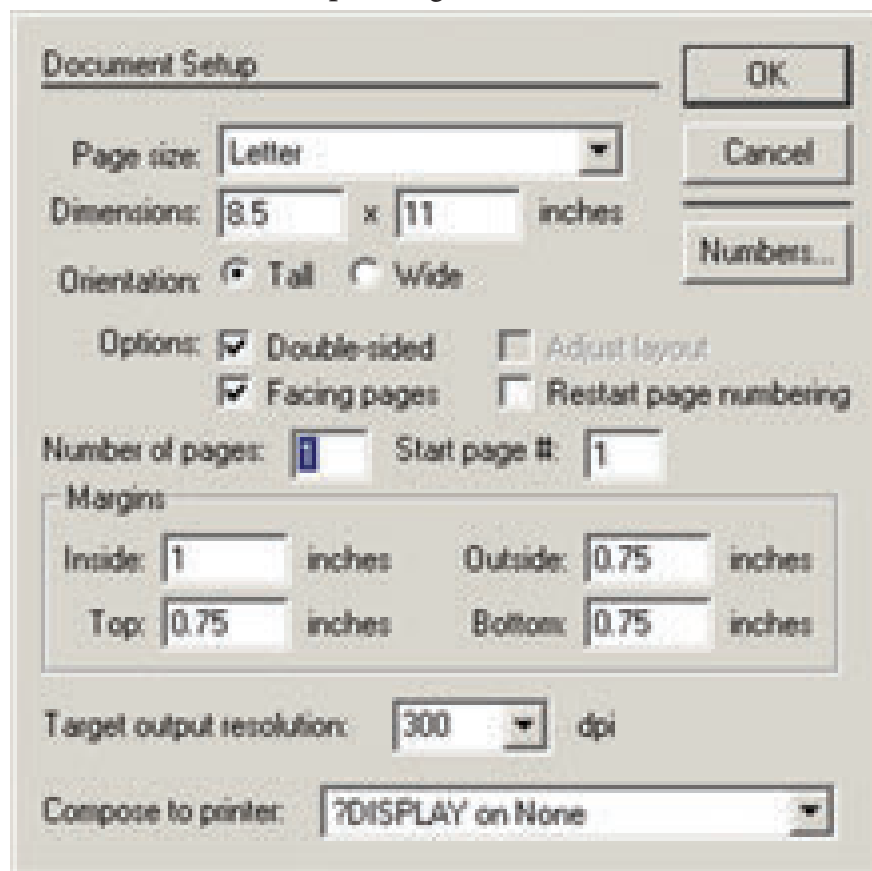 Document Setup
OK
Page size: Letter
Cancel
Dimensions: 8.5 x 11 inches
Numbers...
Orientation: Tall Wide
Options: Double-sided Adjust layout
Facing pages Restart page numbering
Number of pages: 1 Start page #: 1
Margins
Inside: 1 inches Outside: 0.75 inches
Top: 0.75 inches Bottom: 0.75 inches
Target output resolution: 300 dpi
Compose to printer: ?DISPLAY on None